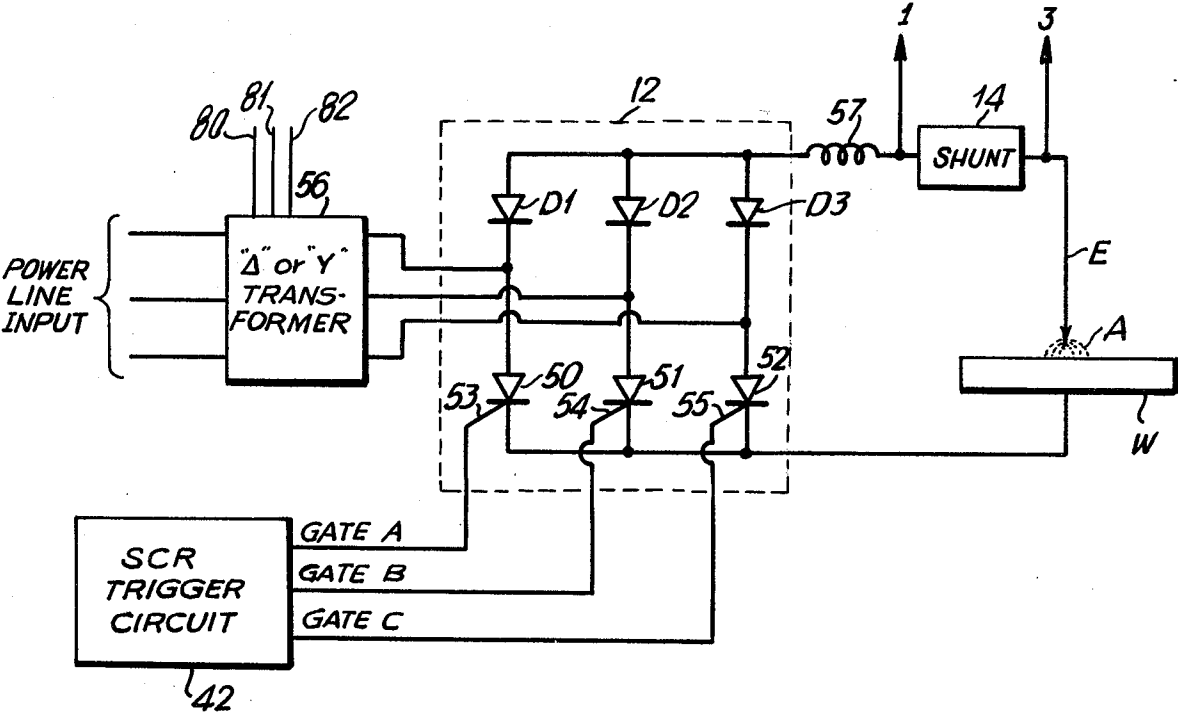 1
3
80
81
82
12
57
14
SHUNT
56
D1
D2
D3
POWER
LINE
INPUT
"Δ" or "Y"
TRANS-
FORMER
E
A
50
51
52
53
54
55
W
SCR
TRIGGER
CIRCUIT
GATE A
GATE B
GATE C
42